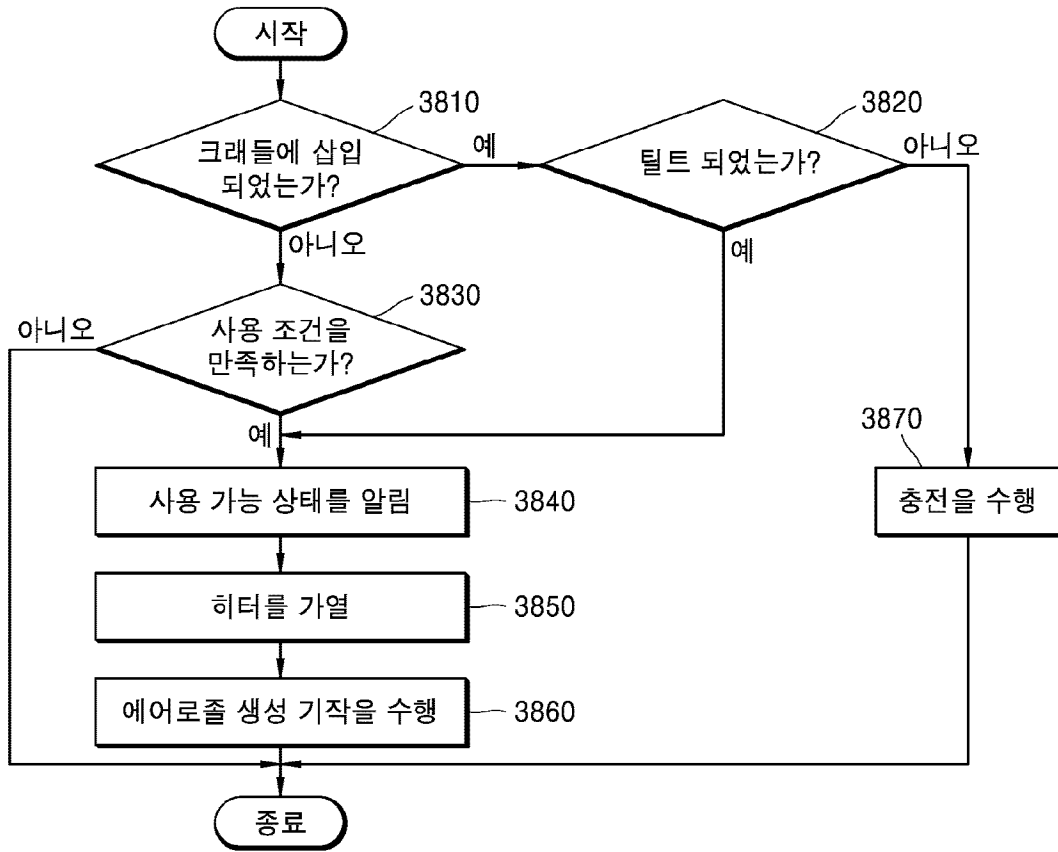 시작
3810
크래들에 삽입
되었는가?
예
3820
틸트 되었는가?
아니오
아니오
예
3830
사용 조건을
만족하는가?
아니오
예
3870
충전을 수행
사용 가능 상태를 알림
3840
히터를 가열
3850
에어로졸 생성 기작을 수행
3860
종료